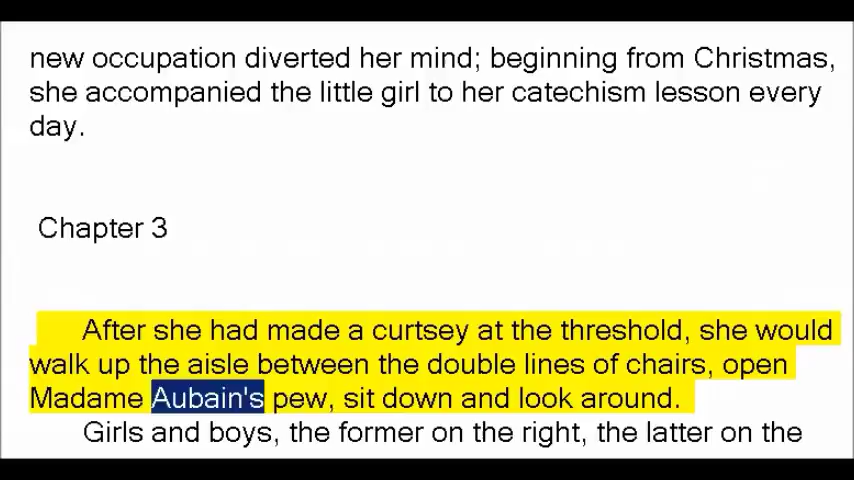 new occupation diverted her mind; beginning from Christmas,
she accompanied the little girl to her catechism lesson every
day.
Chapter 3
After she had made a curtsey at the threshold, she would
walk up the aisle between the double lines of chairs, open
Madame Aubain's pew, sit down and look around.
Girls and boys, the former on the right, the latter on the